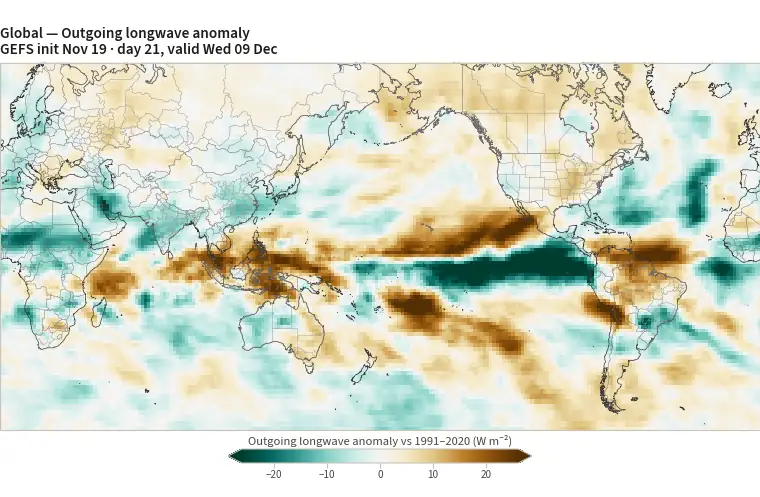 Global — Outgoing longwave anomaly
GEFS init Nov 19 · day 21, valid Wed 09 Dec
Outgoing longwave anomaly vs 1991–2020 (W m⁻²)
−20 −10 0 10 20